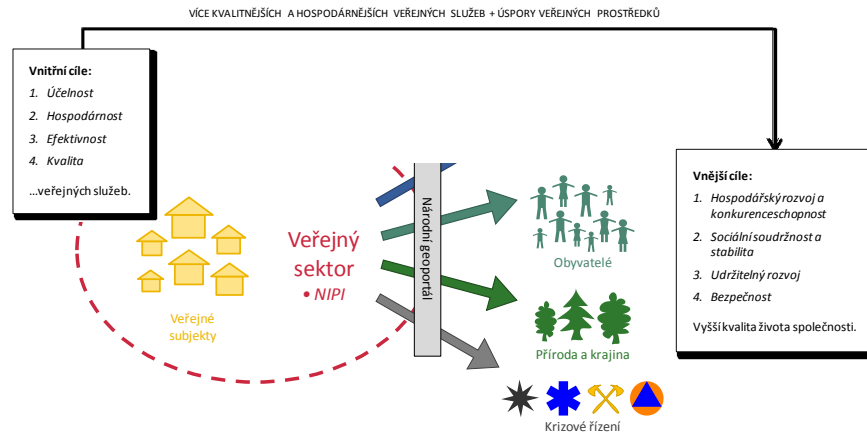 VÍCE KVALITNĚJŠÍCH A HOSPODÁRNĚJŠÍCH VEŘEJNÝCH SLUŽEB + ÚSPORY VEŘEJNÝCH PROSTŘEDKŮ
Vnitřní cíle:
1. Účelnost
2. Hospodárnost
3. Efektivnost
4. Kvalita
…veřejných služeb.
Veřejné
subjekty
Veřejný
sektor
• NIPI
Národní geoportál
Obyvatelé
Příroda a krajina
Krizové řízení
Vnější cíle:
1. Hospodářský rozvoj a
konkurenceschopnost
2. Sociální soudržnost a
stabilita
3. Udržitelný rozvoj
4. Bezpečnost
Vyšší kvalita života společnosti.